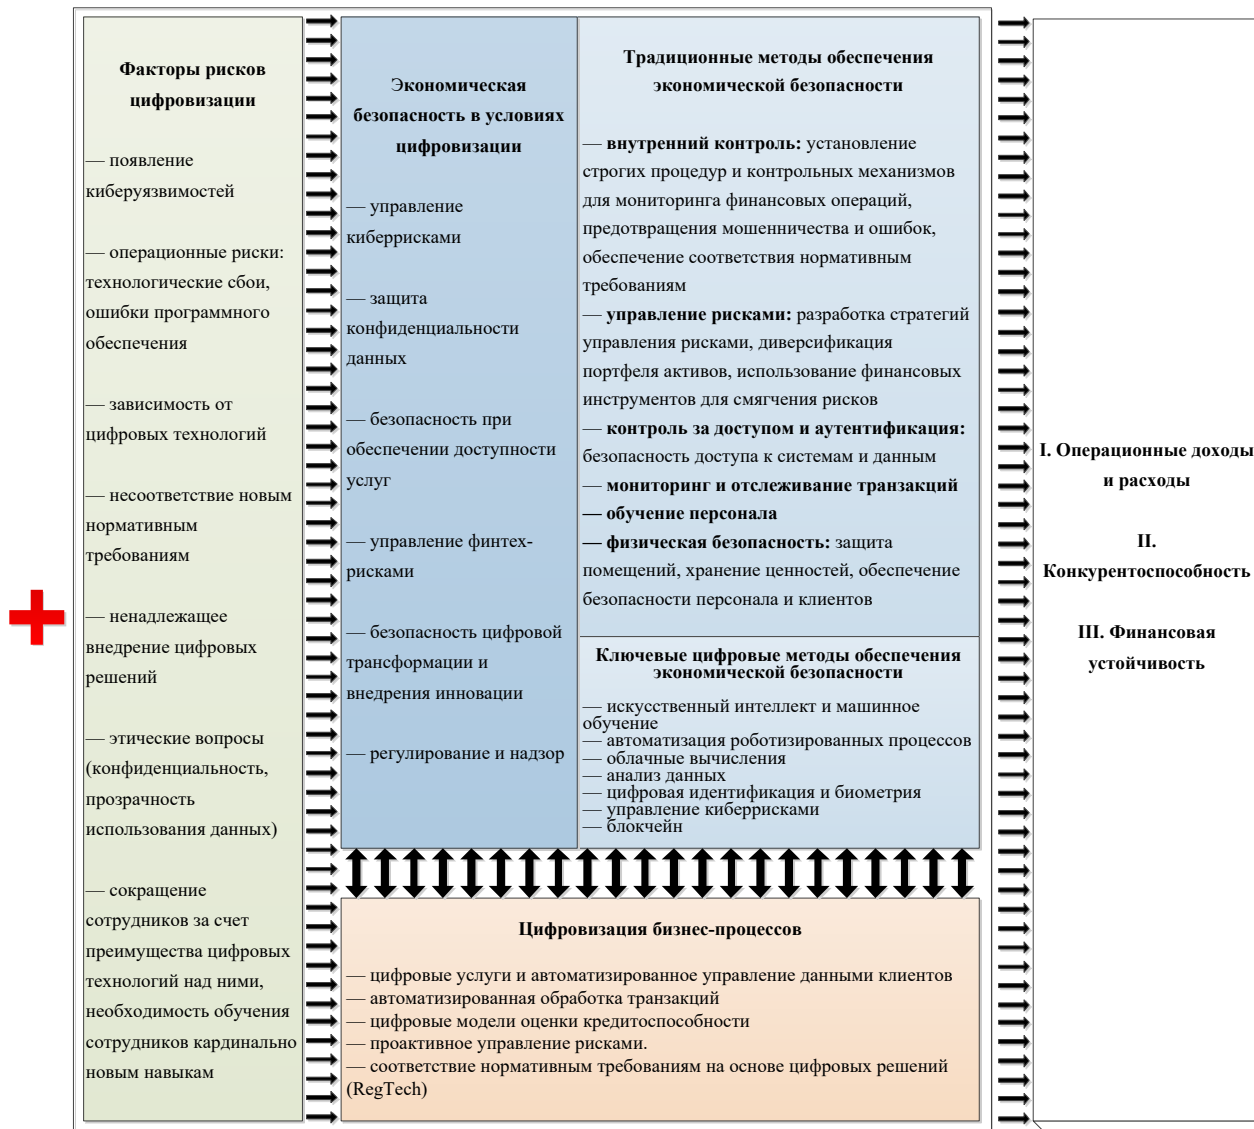 Факторы рисков
цифровизации
— появление
киберуязвимостей
— операционные риски:
технологические сбои,
ошибки программного
обеспечения
— зависимость от
цифровых технологий
— несоответствие новым
нормативным
требованиям
— ненадлежащее
внедрение цифровых
решений
— этические вопросы
(конфиденциальность,
прозрачность
использования данных)
— сокращение
сотрудников за счет
преимущества цифровых
технологий над ними,
необходимость обучения
сотрудников кардинально
новым навыкам
Экономическая
безопасность в условиях
цифровизации
— управление
киберрисками
— защита
конфиденциальности
данных
— безопасность при
обеспечении доступности
услуг
— управление финтех-
рисками
— безопасность цифровой
трансформации и
внедрения инновации
— регулирование и надзор
Традиционные методы обеспечения
экономической безопасности
— внутренний контроль: установление
строгих процедур и контрольных механизмов
для мониторинга финансовых операций,
предотвращения мошенничества и ошибок,
обеспечение соответствия нормативным
требованиям
— управление рисками: разработка стратегий
управления рисками, диверсификация
портфеля активов, использование финансовых
инструментов для смягчения рисков
— контроль за доступом и аутентификация:
безопасность доступа к системам и данным
— мониторинг и отслеживание транзакций
— обучение персонала
— физическая безопасность: защита
помещений, хранение ценностей, обеспечение
безопасности персонала и клиентов
Ключевые цифровые методы обеспечения
экономической безопасности
— искусственный интеллект и машинное
обучение
— автоматизация роботизированных процессов
— облачные вычисления
— анализ данных
— цифровая идентификация и биометрия
— управление киберрисками
— блокчейн
Цифровизация бизнес-процессов
— цифровые услуги и автоматизированное управление данными клиентов
— автоматизированная обработка транзакций
— цифровые модели оценки кредитоспособности
— проактивное управление рисками.
— соответствие нормативным требованиям на основе цифровых решений
(RegTech)
I. Операционные доходы
и расходы
II.
Конкурентоспособность
III. Финансовая
устойчивость